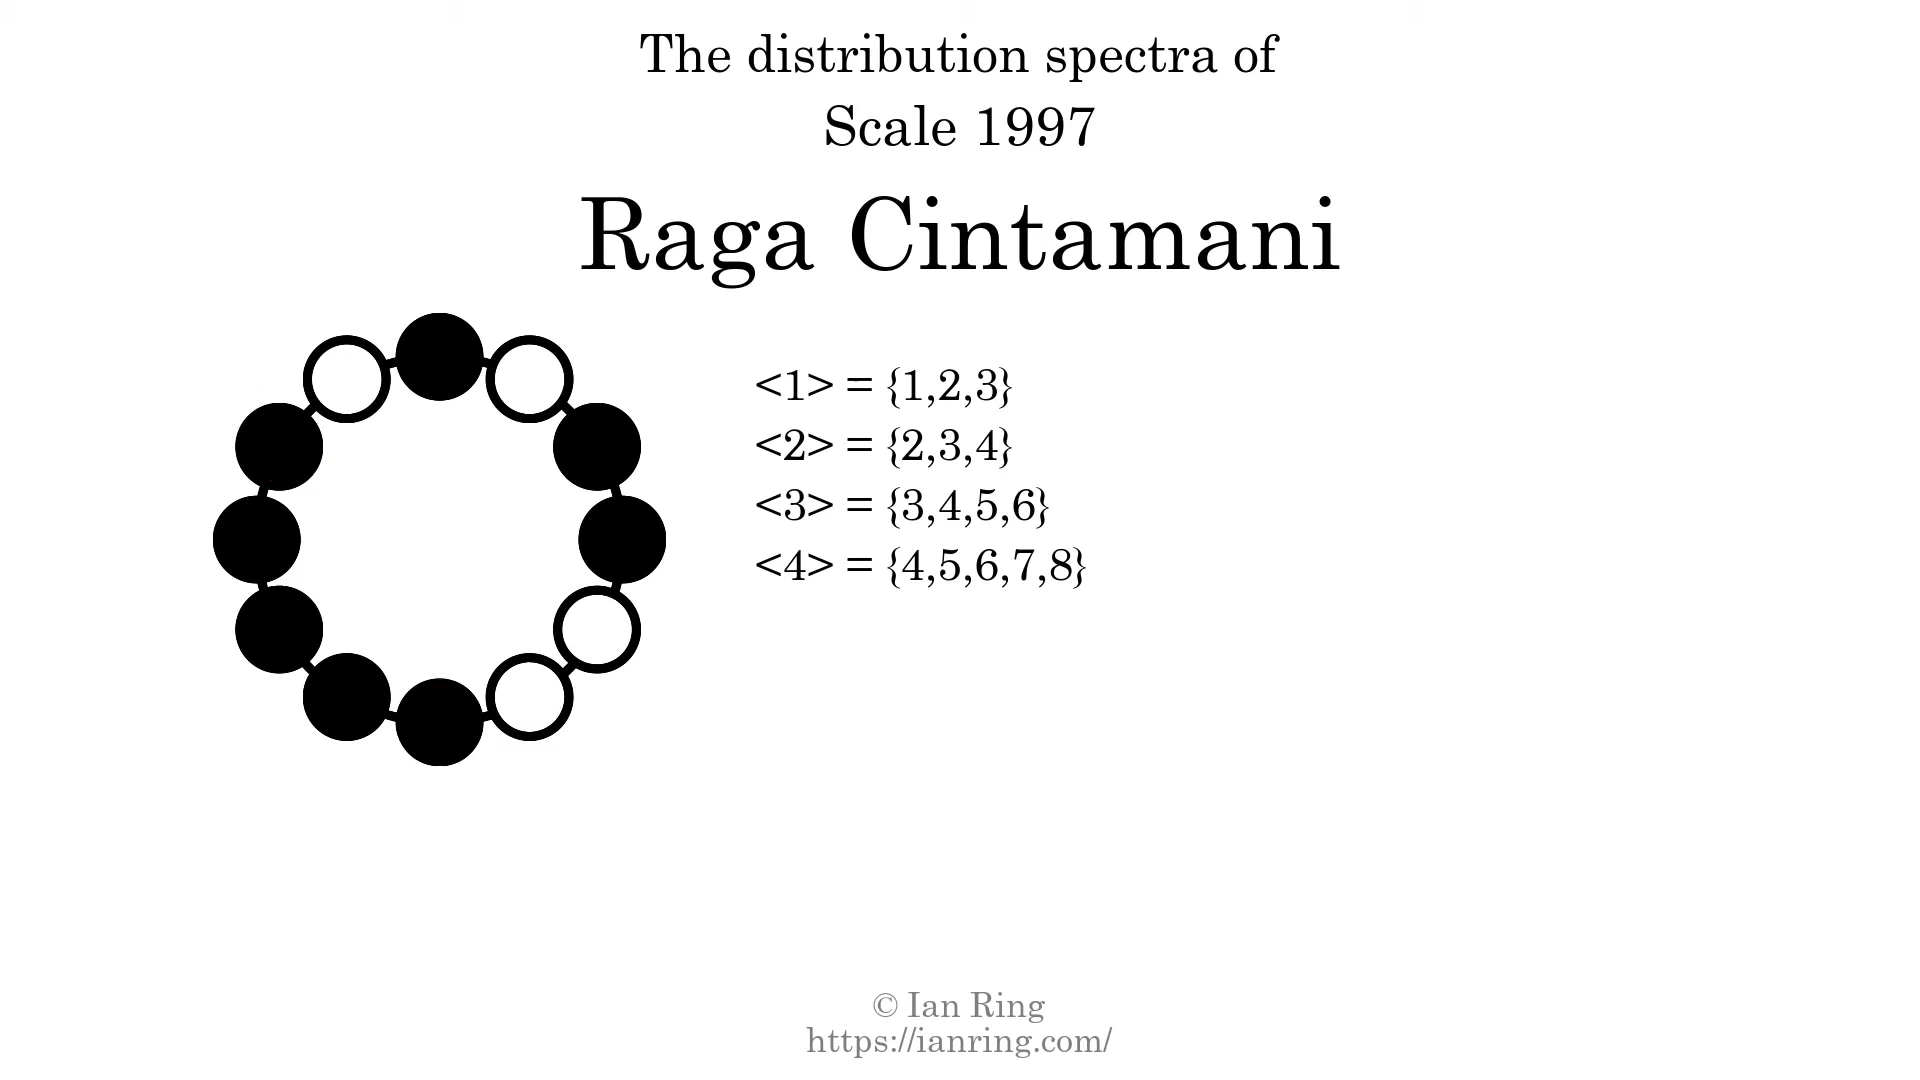 The distribution spectra of
Scale 1997
Raga Cintamani
<1> = {1,2,3}
<2> = {2,3,4}
<3> = {3,4,5,6}
<4> = {4,5,6,7,8}
© Ian Ring
https://ianring.com/